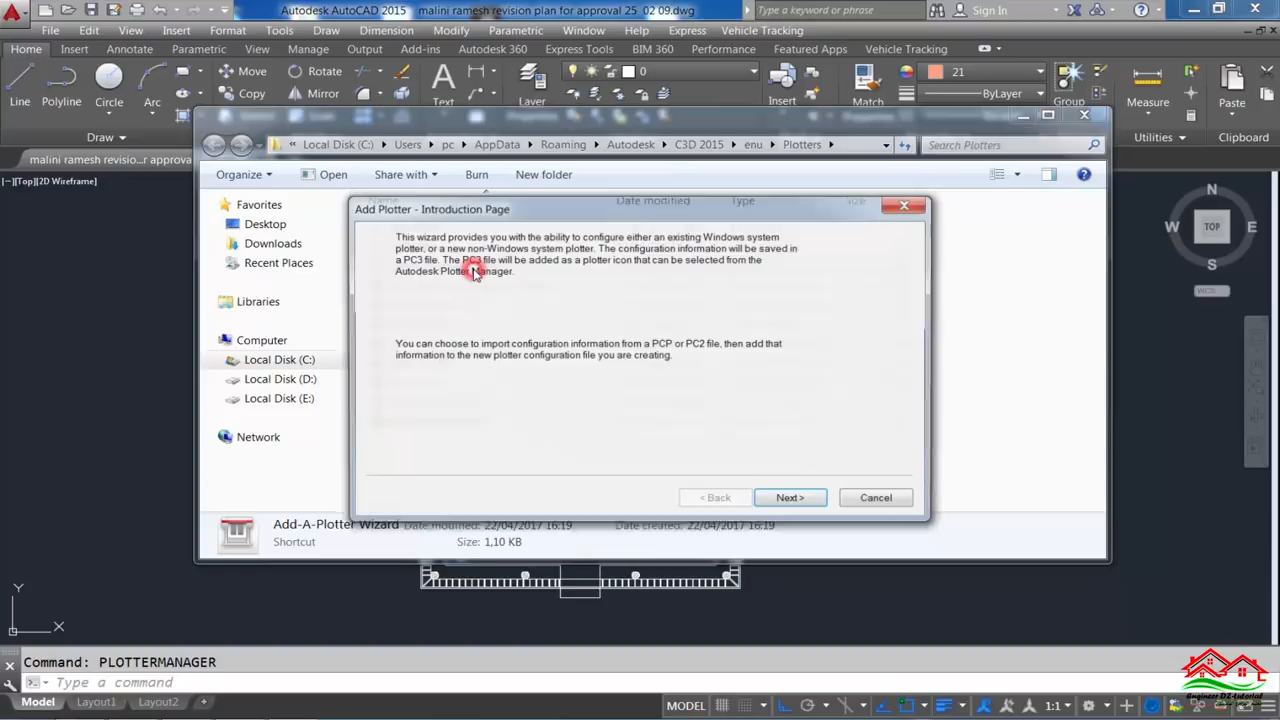 Autodesk AutoCAD 2015 malini ramesh revision plan for approval 25_02 09.dwg
Type a keyword or phrase
Sign In
File Edit View Insert Format Tools Draw Dimension Modify Parametric Window Help Express Vehicle Tracking
Home Insert Annotate Parametric View Manage Output Add-ins Autodesk 360 Express Tools BIM 360 Performance Featured Apps Vehicle Tracking
Move Rotate 0 21
Copy Mirror ByLayer
Line Polyline Circle Arc Text Layer Insert Match Group Measure Paste
Draw Utilities Clipboard
malini ramesh revisio...r approval
[−][Top][2D Wireframe]
« Local Disk (C:) Users pc AppData Roaming Autodesk C3D 2015 enu Plotters
Search Plotters
Organize Open Share with Burn New folder
Name Date modified Type Size
Favorites
Desktop
Downloads
Recent Places
Libraries
Computer
Local Disk (C:)
Local Disk (D:)
Local Disk (E:)
Network
Add Plotter - Introduction Page
This wizard provides you with the ability to configure either an existing Windows system
plotter, or a new non-Windows system plotter. The configuration information will be saved in
a PC3 file. The PC3 file will be added as a plotter icon that can be selected from the
Autodesk Plotter Manager.
You can choose to import configuration information from a PCP or PC2 file, then add that
information to the new plotter configuration file you are creating.
< Back Next > Cancel
Add-A-Plotter Wizard Date modified: 22/04/2017 16:19 Date created: 22/04/2017 16:19
Shortcut Size: 1,10 KB
N
W TOP E
S
WCS
Y
X
Command: PLOTTERMANAGER
Type a command
Model Layout1 Layout2 +
MODEL 1:1
Engineer DZ-tutorial